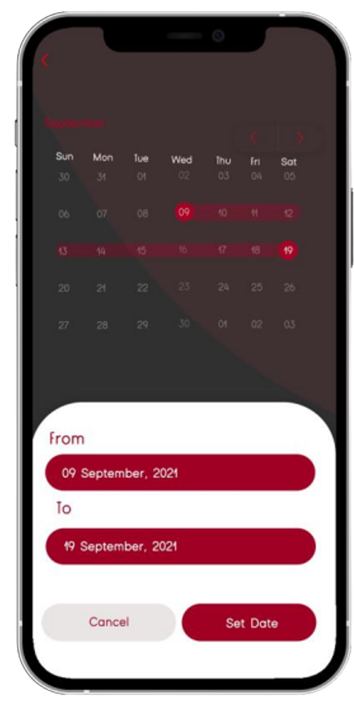 September
Sun Mon Tue Wed Thu Fri Sat
30 31 01 02 03 04 05
06 07 08 09 10 11 12
13 14 15 16 17 18 19
20 21 22 23 24 25 26
27 28 29 30 01 02 03
From
09 September, 2021
To
19 September, 2021
Cancel Set Date